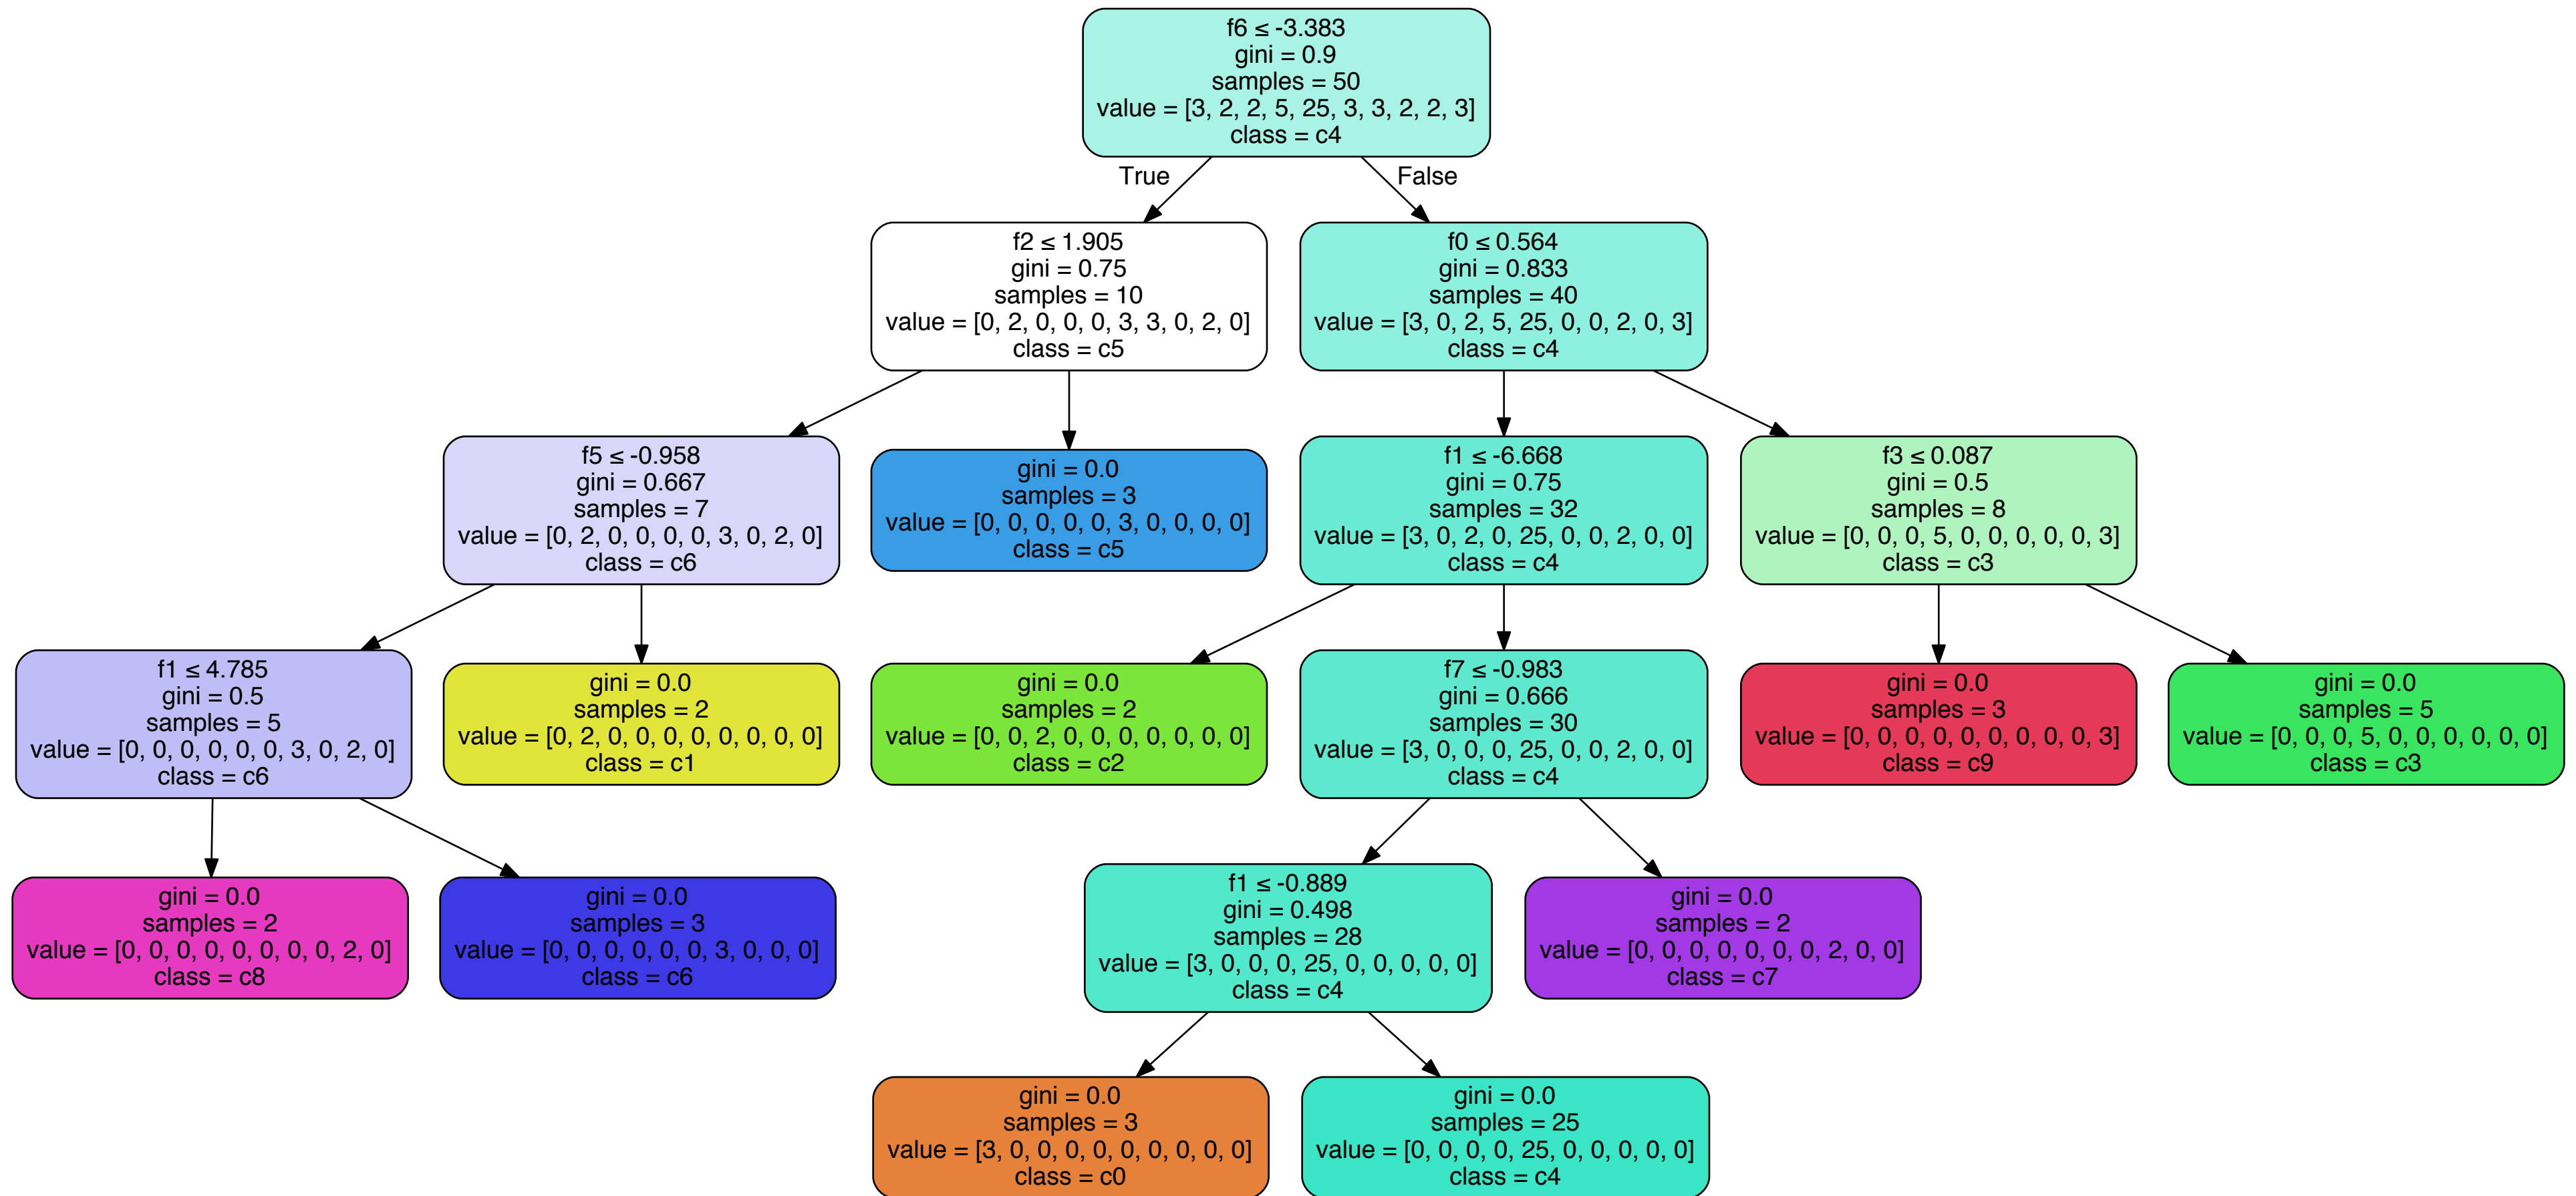 f6 ≤ -3.383
gini = 0.9
samples = 50
value = [3, 2, 2, 5, 25, 3, 3, 2, 2, 3]
class = c4
True
False
f2 ≤ 1.905
gini = 0.75
samples = 10
value = [0, 2, 0, 0, 0, 3, 3, 0, 2, 0]
class = c5
f0 ≤ 0.564
gini = 0.833
samples = 40
value = [3, 0, 2, 5, 25, 0, 0, 2, 0, 3]
class = c4
f5 ≤ -0.958
gini = 0.667
samples = 7
value = [0, 2, 0, 0, 0, 0, 3, 0, 2, 0]
class = c6
gini = 0.0
samples = 3
value = [0, 0, 0, 0, 0, 3, 0, 0, 0, 0]
class = c5
f1 ≤ -6.668
gini = 0.75
samples = 32
value = [3, 0, 2, 0, 25, 0, 0, 2, 0, 0]
class = c4
f3 ≤ 0.087
gini = 0.5
samples = 8
value = [0, 0, 0, 5, 0, 0, 0, 0, 0, 3]
class = c3
f1 ≤ 4.785
gini = 0.5
samples = 5
value = [0, 0, 0, 0, 0, 0, 3, 0, 2, 0]
class = c6
gini = 0.0
samples = 2
value = [0, 2, 0, 0, 0, 0, 0, 0, 0, 0]
class = c1
gini = 0.0
samples = 2
value = [0, 0, 2, 0, 0, 0, 0, 0, 0, 0]
class = c2
f7 ≤ -0.983
gini = 0.666
samples = 30
value = [3, 0, 0, 0, 25, 0, 0, 2, 0, 0]
class = c4
gini = 0.0
samples = 3
value = [0, 0, 0, 0, 0, 0, 0, 0, 0, 3]
class = c9
gini = 0.0
samples = 5
value = [0, 0, 0, 5, 0, 0, 0, 0, 0, 0]
class = c3
gini = 0.0
samples = 2
value = [0, 0, 0, 0, 0, 0, 0, 0, 2, 0]
class = c8
gini = 0.0
samples = 3
value = [0, 0, 0, 0, 0, 0, 3, 0, 0, 0]
class = c6
f1 ≤ -0.889
gini = 0.498
samples = 28
value = [3, 0, 0, 0, 25, 0, 0, 0, 0, 0]
class = c4
gini = 0.0
samples = 2
value = [0, 0, 0, 0, 0, 0, 0, 2, 0, 0]
class = c7
gini = 0.0
samples = 3
value = [3, 0, 0, 0, 0, 0, 0, 0, 0, 0]
class = c0
gini = 0.0
samples = 25
value = [0, 0, 0, 0, 25, 0, 0, 0, 0, 0]
class = c4